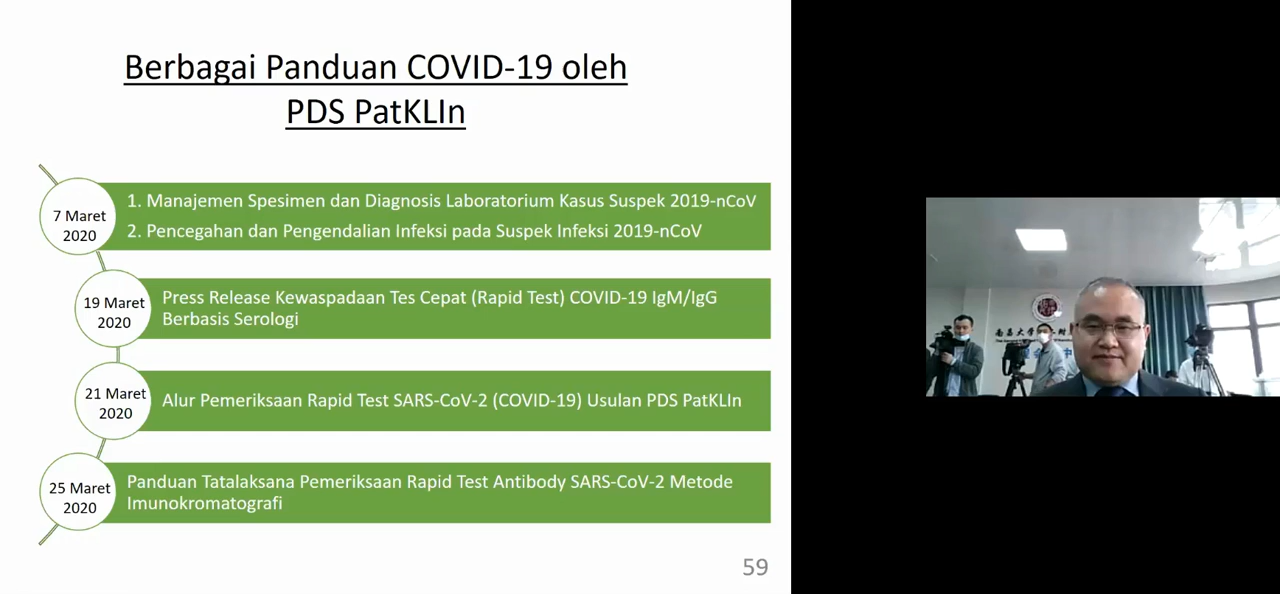 Berbagai Panduan COVID-19 oleh
PDS PatKLIn
7 Maret
2020
1. Manajemen Spesimen dan Diagnosis Laboratorium Kasus Suspek 2019-nCoV
2. Pencegahan dan Pengendalian Infeksi pada Suspek Infeksi 2019-nCoV
19 Maret
2020
Press Release Kewaspadaan Tes Cepat (Rapid Test) COVID-19 IgM/IgG
Berbasis Serologi
21 Maret
2020
Alur Pemeriksaan Rapid Test SARS-CoV-2 (COVID-19) Usulan PDS PatKLIn
25 Maret
2020
Panduan Tatalaksana Pemeriksaan Rapid Test Antibody SARS-CoV-2 Metode
Imunokromatografi
59
南昌大学